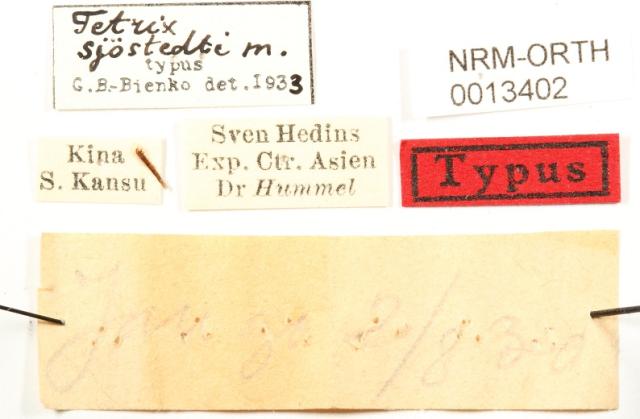 Tetrix
sjöstedti m.
typus
G.B.-Bienko det. 1933
NRM-ORTH
0013402
Kina
S. Kansu
Sven Hedins
Exp. Ctr. Asien
Dr Hummel
Typus